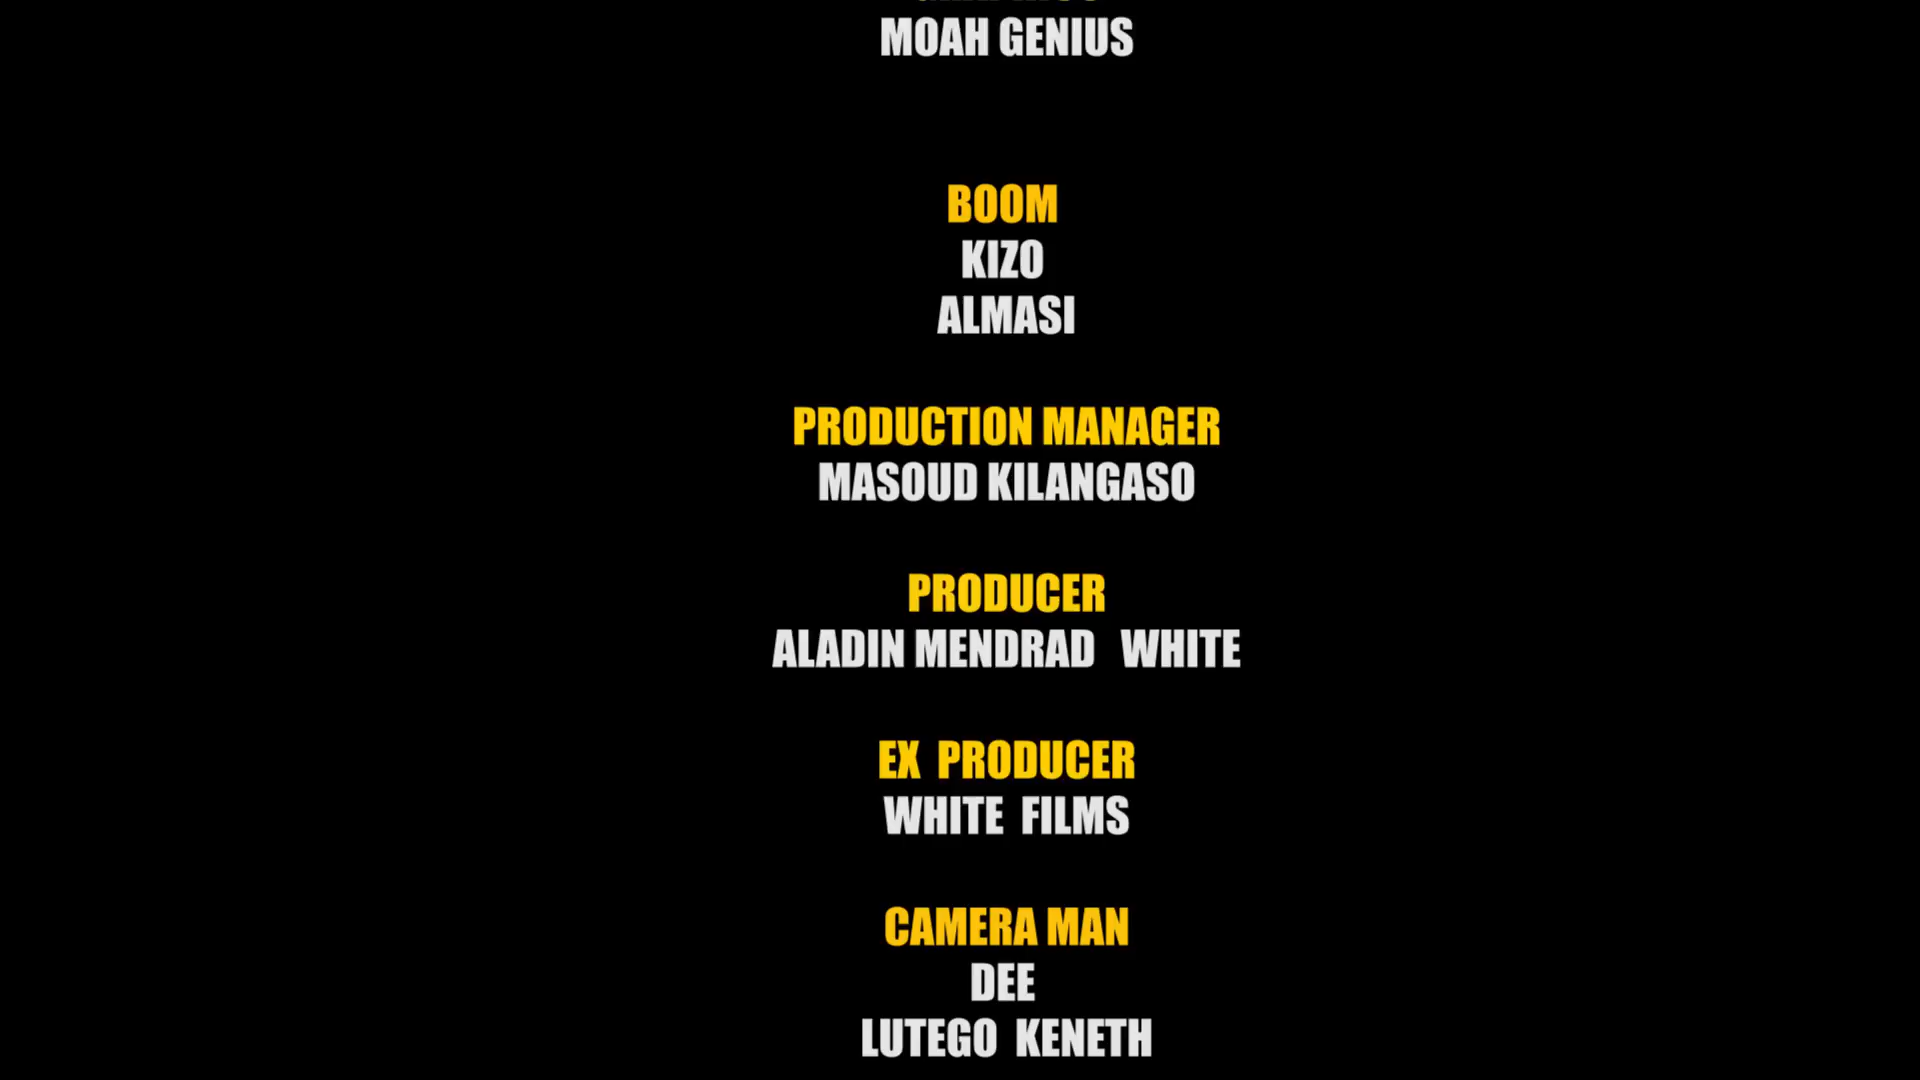 MOAH GENIUS
BOOM
KIZO
ALMASI
PRODUCTION MANAGER
MASOUD KILANGASO
PRODUCER
ALADIN MENDRAD WHITE
EX PRODUCER
WHITE FILMS
CAMERA MAN
DEE
LUTEGO KENETH